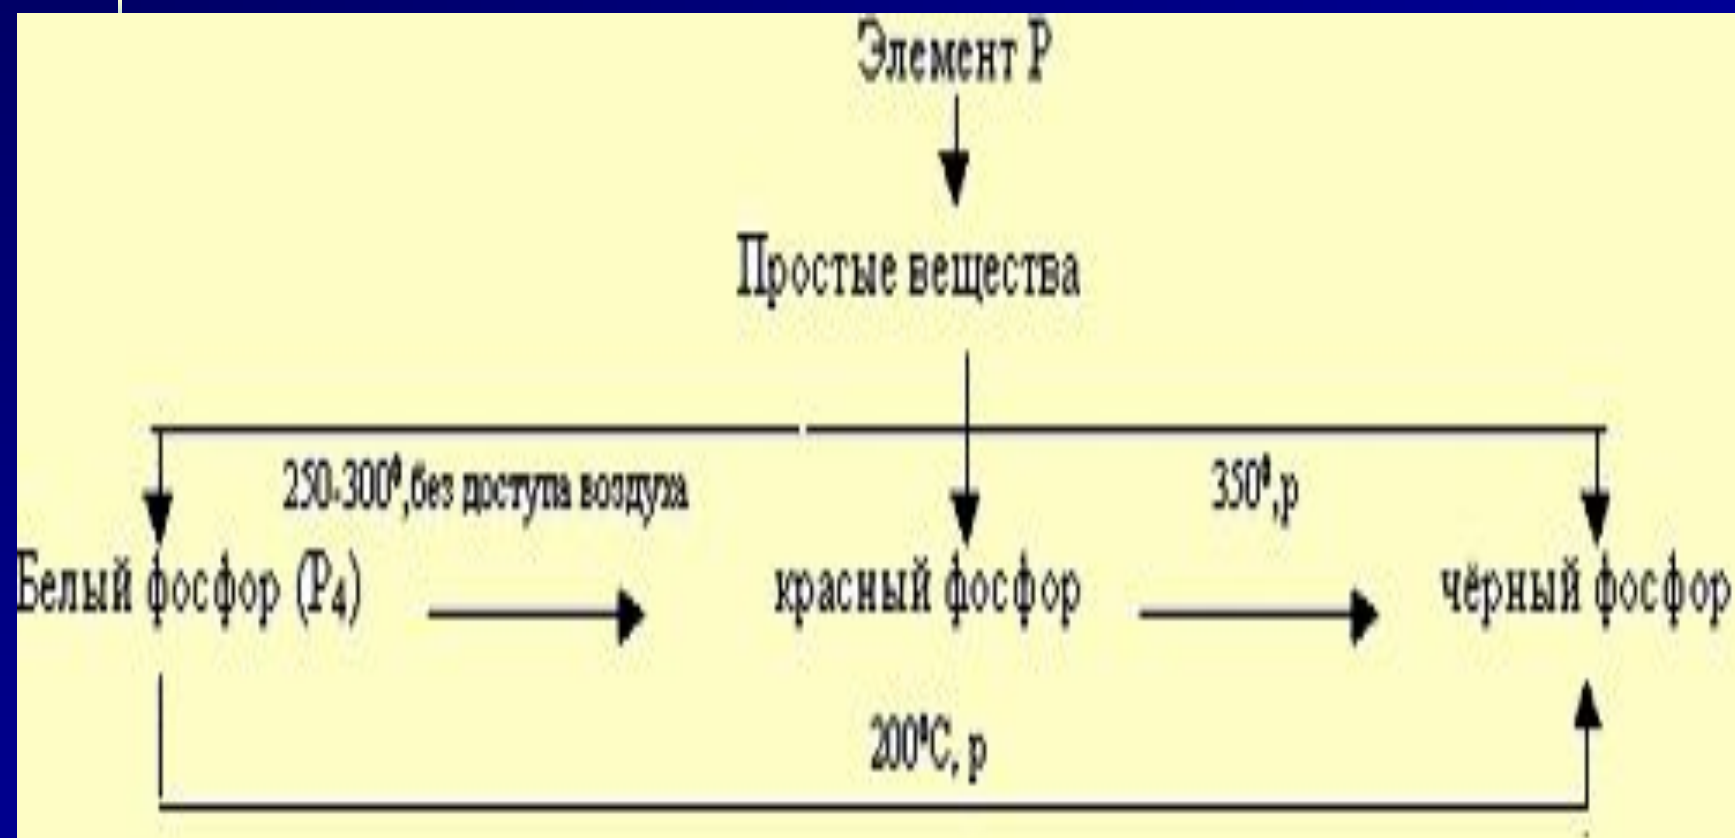 Элемент Р
Простые вещества
250-300⁰,без доступа воздуха
350⁰,р
Белый фосфор (Р₄)
красный фосфор
чёрный фосфор
200⁰С, р